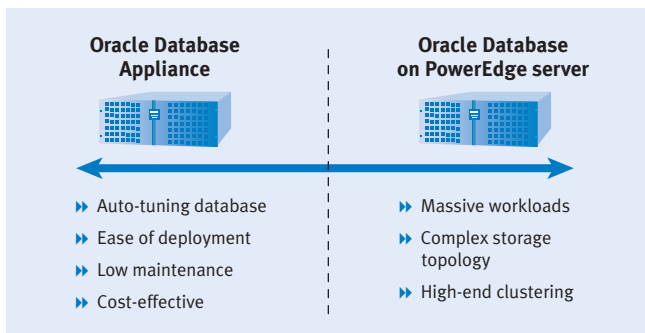 Oracle Database
Appliance
Auto-tuning database
Ease of deployment
Low maintenance
Cost-effective
Oracle Database
on PowerEdge server
Massive workloads
Complex storage
topology
High-end clustering